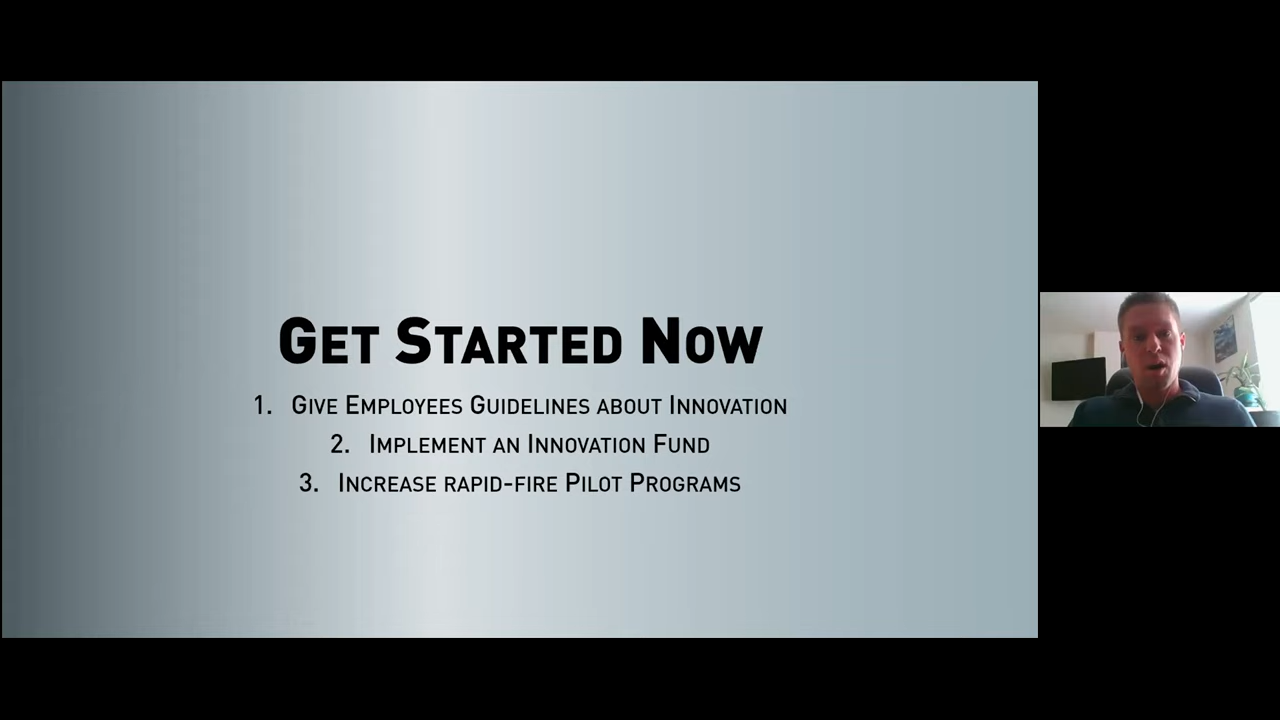 Get Started Now
1. Give Employees Guidelines about Innovation
2. Implement an Innovation Fund
3. Increase rapid-fire Pilot Programs